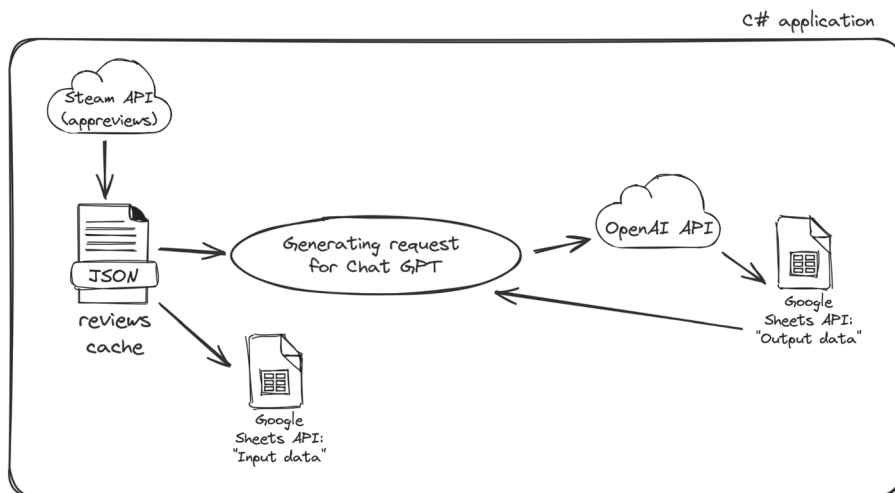 C# application
Steam API
(appreviews)
JSON
reviews
cache
Generating request
for Chat GPT
OpenAI API
Google
Sheets API:
"Output data"
Google
Sheets API:
"Input data"